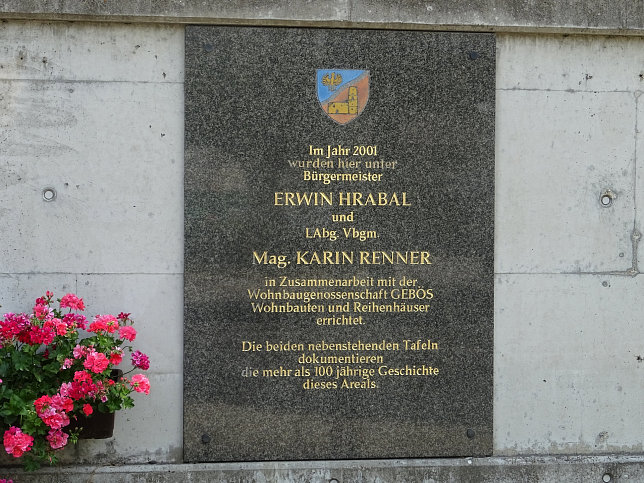 Im Jahr 2001
wurden hier unter
Bürgermeister
ERWIN HRABAL
und
LAbg. Vbgm.
Mag. KARIN RENNER
in Zusammenarbeit mit der
Wohnbaugenossenschaft GEBÖS
Wohnbauten und Reihenhäuser
errichtet.
Die beiden nebenstehenden Tafeln
dokumentieren
die mehr als 100 jährige Geschichte
dieses Areals.